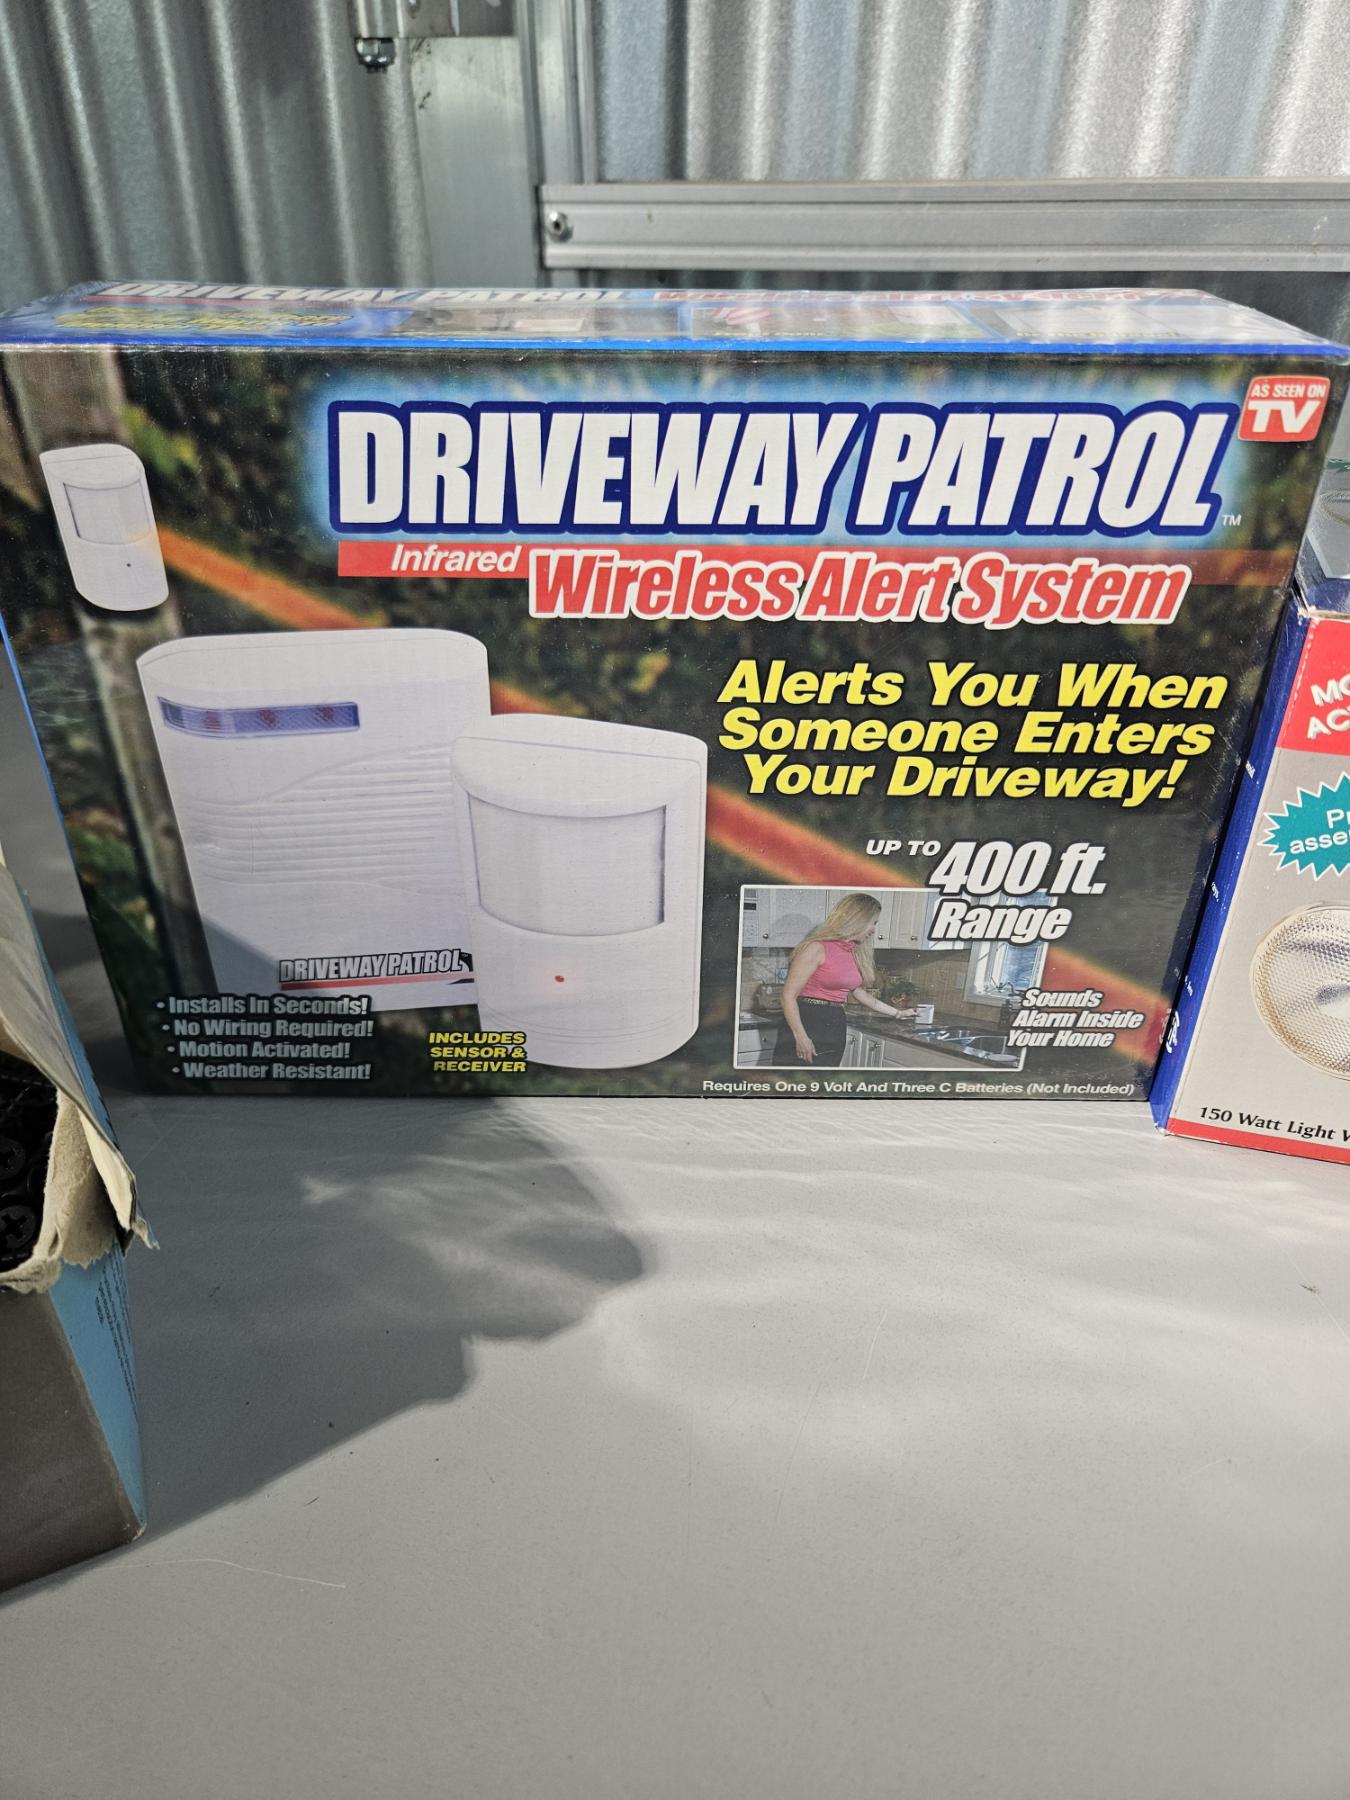 DRIVEWAY PATROL
AS SEEN ON
TV
DRIVEWAY PATROL™
Infrared Wireless Alert System
Alerts You When
Someone Enters
Your Driveway!
UP TO 400 ft.
Range
Sounds
Alarm Inside
Your Home
DRIVEWAY PATROL
• Installs In Seconds!
• No Wiring Required!
• Motion Activated!
• Weather Resistant!
INCLUDES
SENSOR &
RECEIVER
Requires One 9 Volt And Three C Batteries (Not Included)
150 Watt Light